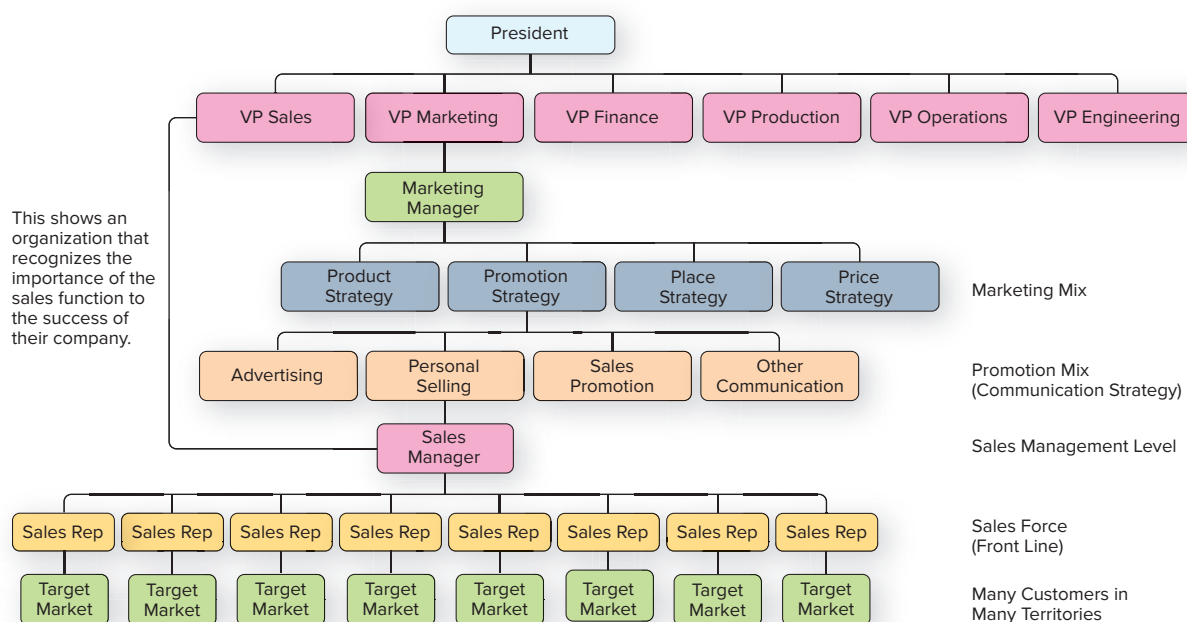 President
VP Sales
VP Marketing
VP Finance
VP Production
VP Operations
VP Engineering
Marketing
Manager
This shows an
organization that
recognizes the
importance of the
sales function to
the success of
their company.
Product
Strategy
Promotion
Strategy
Place
Strategy
Price
Strategy
Marketing Mix
Advertising
Personal
Selling
Sales
Promotion
Other
Communication
Promotion Mix
(Communication Strategy)
Sales
Manager
Sales Management Level
Sales Rep
Sales Rep
Sales Rep
Sales Rep
Sales Rep
Sales Rep
Sales Rep
Sales Rep
Sales Force
(Front Line)
Target
Market
Target
Market
Target
Market
Target
Market
Target
Market
Target
Market
Target
Market
Target
Market
Many Customers in
Many Territories